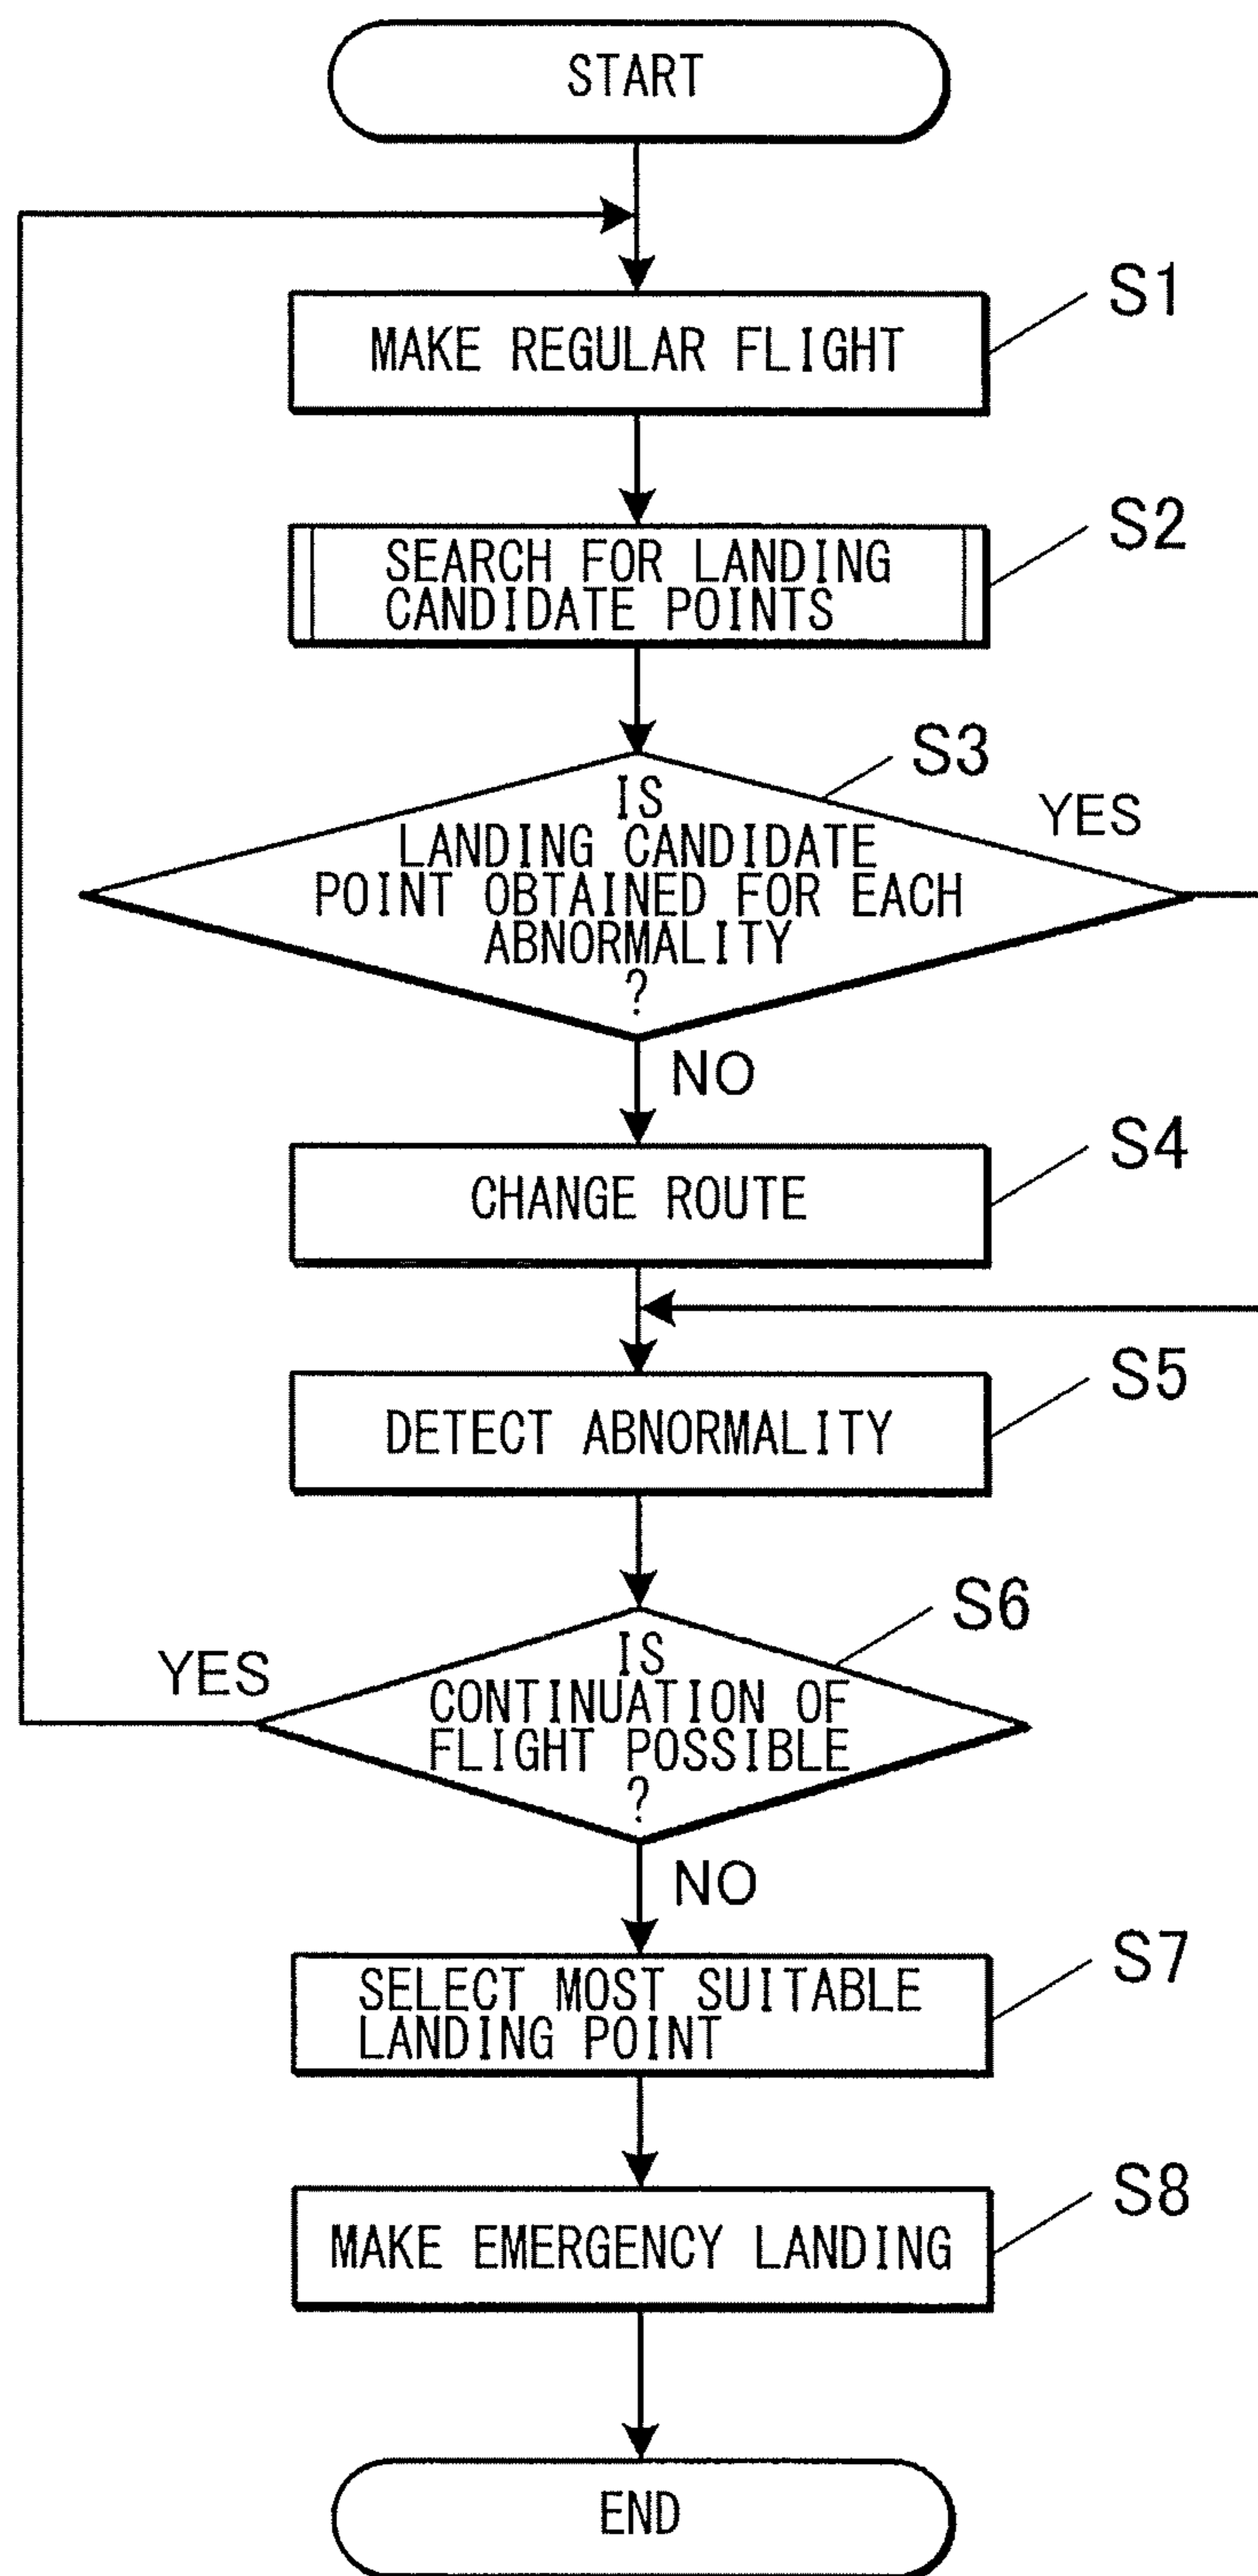 START
S1
MAKE REGULAR FLIGHT
S2
SEARCH FOR LANDING
CANDIDATE POINTS
S3
YES
IS
LANDING CANDIDATE
POINT OBTAINED FOR EACH
ABNORMALITY
?
NO
S4
CHANGE ROUTE
S5
DETECT ABNORMALITY
S6
YES
IS
CONTINUATION OF
FLIGHT POSSIBLE
?
NO
S7
SELECT MOST SUITABLE
LANDING POINT
S8
MAKE EMERGENCY LANDING
END